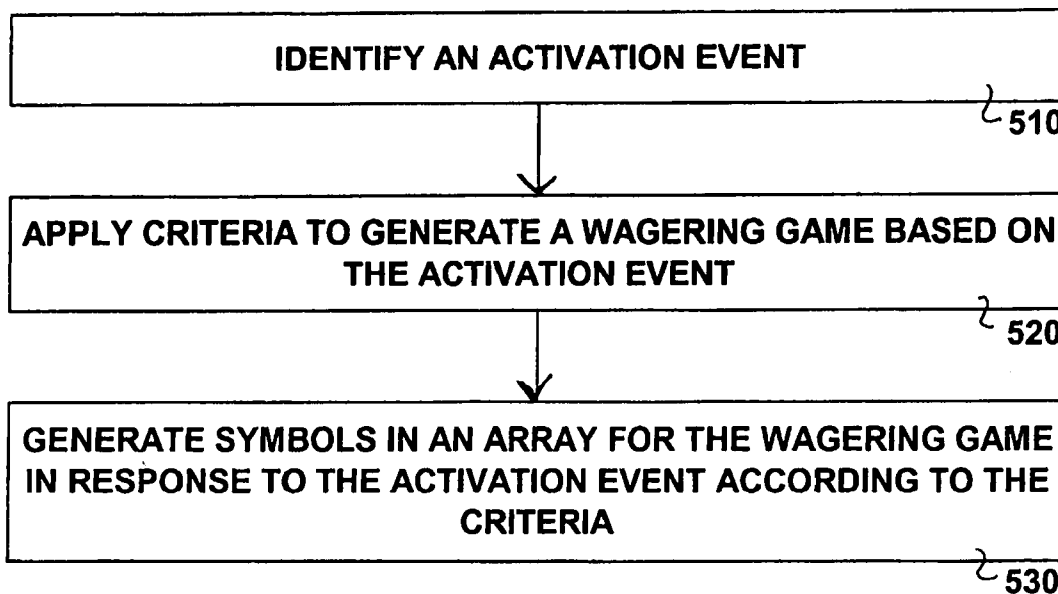 IDENTIFY AN ACTIVATION EVENT
510
APPLY CRITERIA TO GENERATE A WAGERING GAME BASED ON
THE ACTIVATION EVENT
520
GENERATE SYMBOLS IN AN ARRAY FOR THE WAGERING GAME
IN RESPONSE TO THE ACTIVATION EVENT ACCORDING TO THE
CRITERIA
530